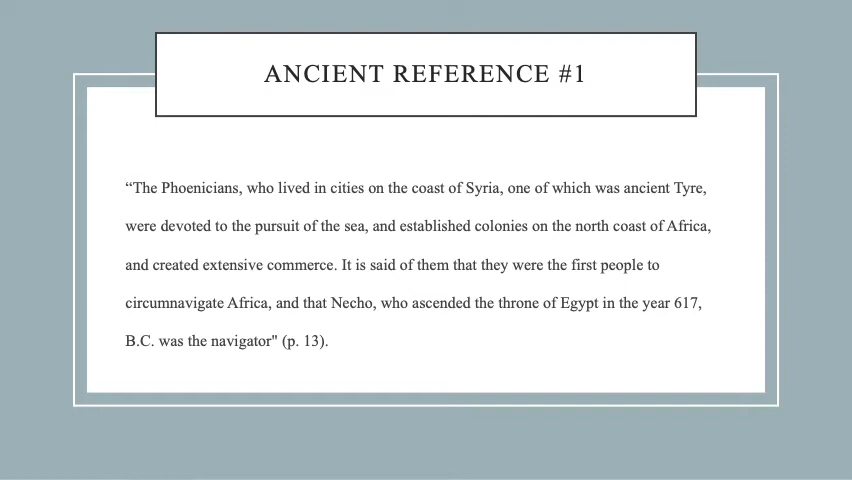 ANCIENT REFERENCE #1
“The Phoenicians, who lived in cities on the coast of Syria, one of which was ancient Tyre,
were devoted to the pursuit of the sea, and established colonies on the north coast of Africa,
and created extensive commerce. It is said of them that they were the first people to
circumnavigate Africa, and that Necho, who ascended the throne of Egypt in the year 617,
B.C. was the navigator" (p. 13).